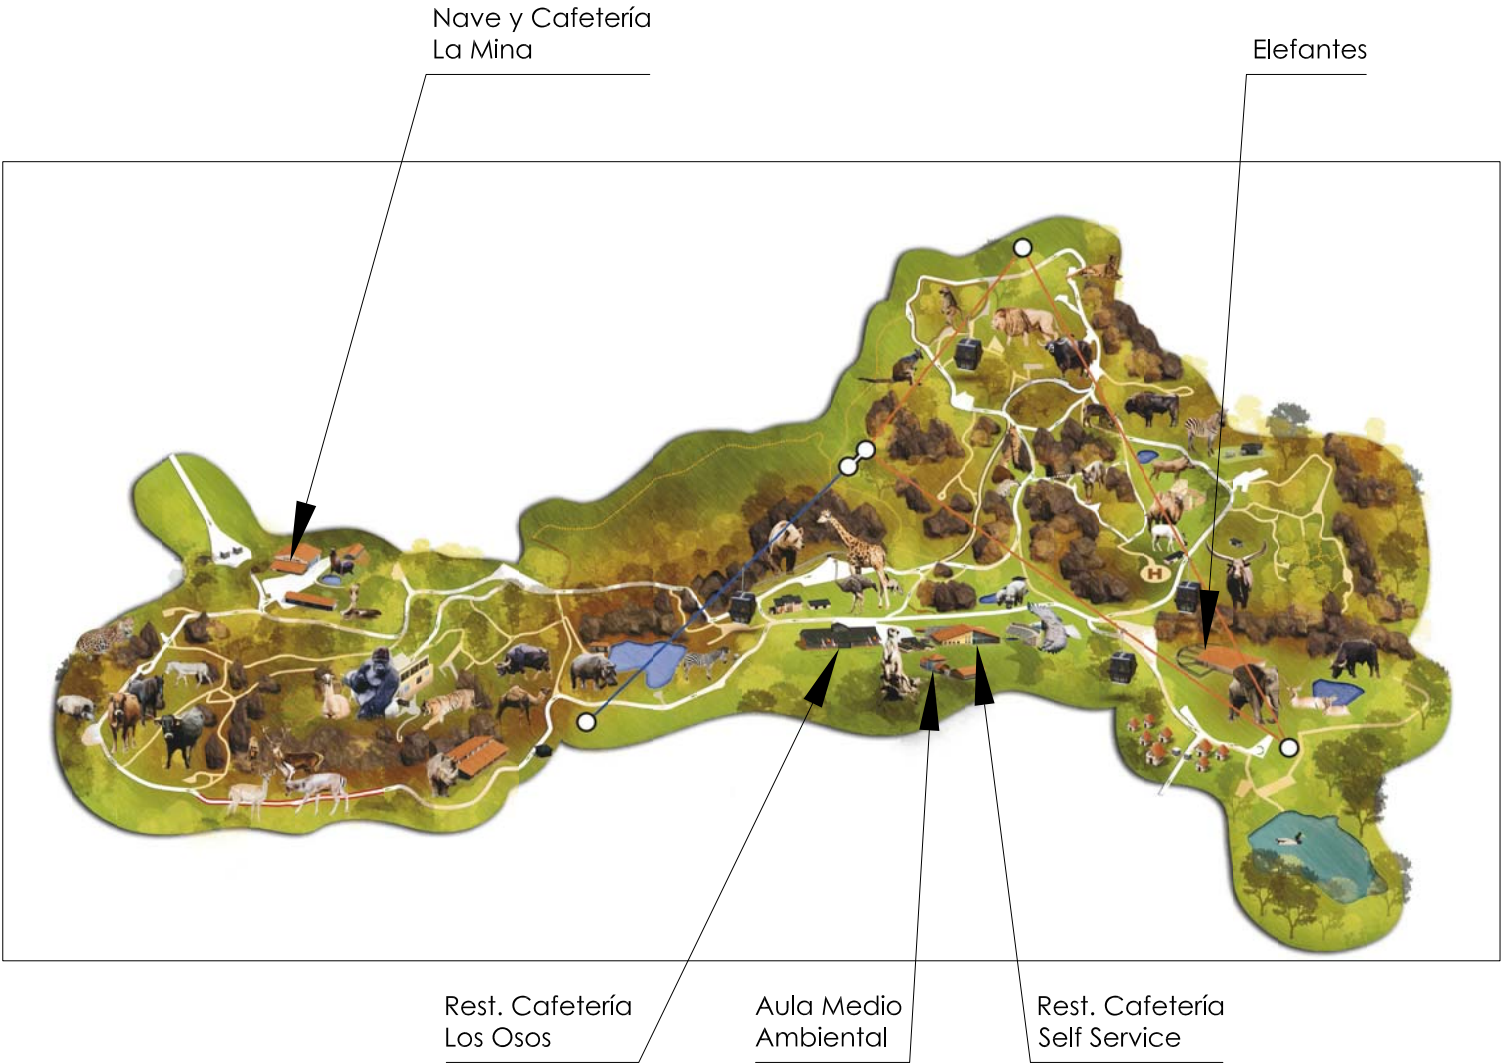 Nave y Cafetería
La Mina
Elefantes
H
Rest. Cafetería
Los Osos
Aula Medio
Ambiental
Rest. Cafetería
Self Service